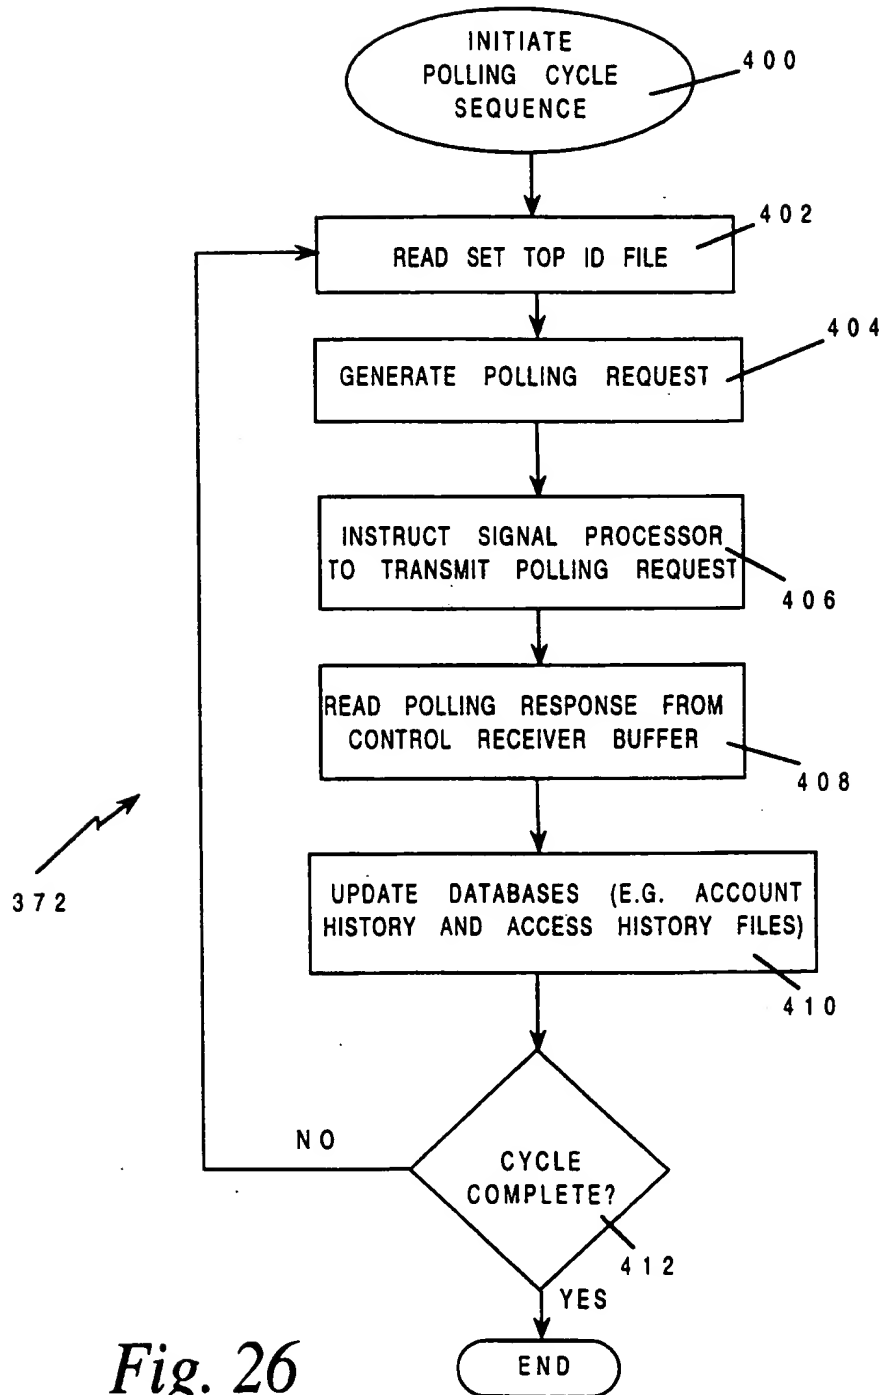 INITIATE
POLLING CYCLE
SEQUENCE
400
402
READ SET TOP ID FILE
404
GENERATE POLLING REQUEST
INSTRUCT SIGNAL PROCESSOR
TO TRANSMIT POLLING REQUEST
406
READ POLLING RESPONSE FROM
CONTROL RECEIVER BUFFER
408
372
UPDATE DATABASES (E.G. ACCOUNT
HISTORY AND ACCESS HISTORY FILES)
410
NO
CYCLE
COMPLETE?
412
YES
END
Fig. 26